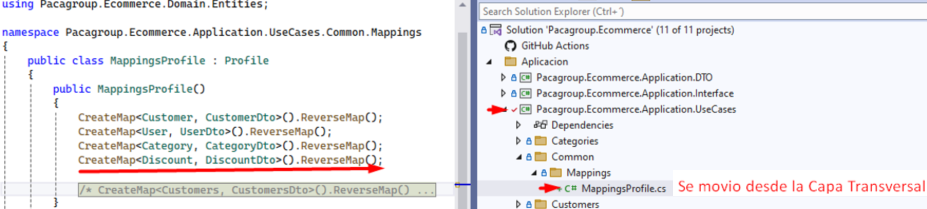 using Pacagroup.Ecommerce.Domain.Entities;
namespace Pacagroup.Ecommerce.Application.UseCases.Common.Mappings
{
public class MappingsProfile : Profile
{
public MappingsProfile()
{
CreateMap<Customer, CustomerDto>().ReverseMap();
CreateMap<User, UserDto>().ReverseMap();
CreateMap<Category, CategoryDto>().ReverseMap();
CreateMap<Discount, DiscountDto>().ReverseMap();
/* CreateMap<Customers, CustomersDto>().ReverseMap() ...
}
Search Solution Explorer (Ctrl+´)
Solution 'Pacagroup.Ecommerce' (11 of 11 projects)
GitHub Actions
Aplicacion
Pacagroup.Ecommerce.Application.DTO
Pacagroup.Ecommerce.Application.Interface
Pacagroup.Ecommerce.Application.UseCases
Dependencies
Categories
Common
Mappings
C# MappingsProfile.cs Se movio desde la Capa Transversal
Customers